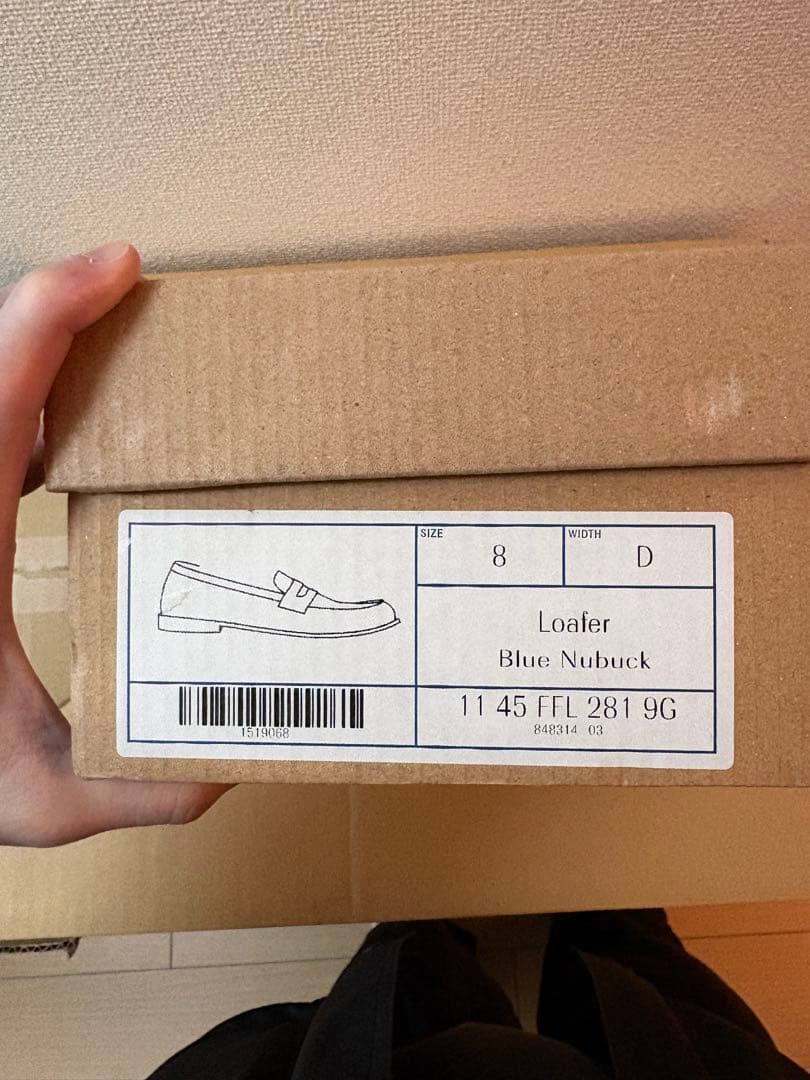 SIZE
8
WIDTH
D
Loafer
Blue Nubuck
1519068
11 45 FFL 281 9G
848314 03